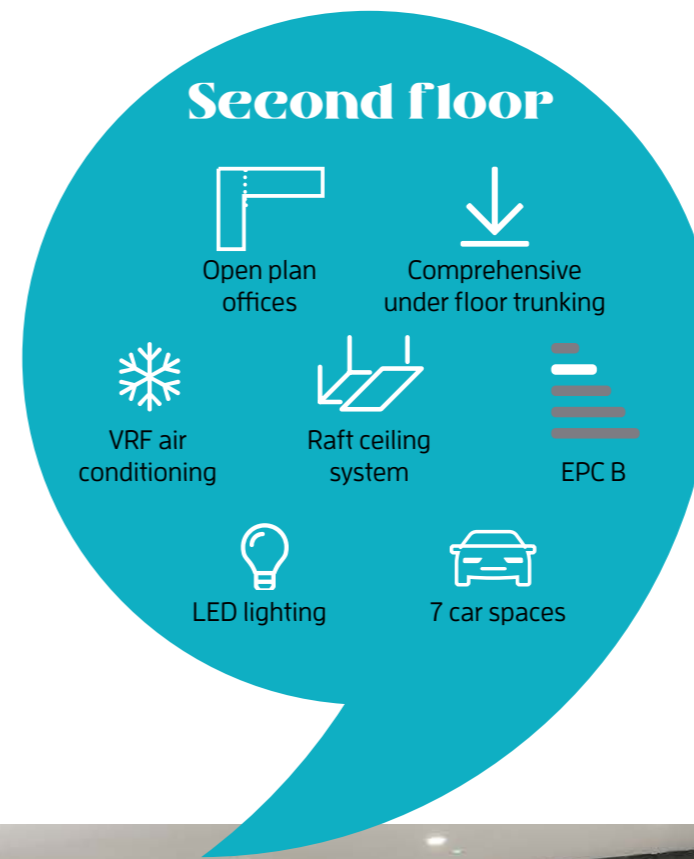 Second floor
Open plan
offices
Comprehensive
under floor trunking
VRF air
conditioning
Raft ceiling
system
EPC B
LED lighting
7 car spaces